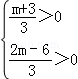 { (m+3)/3 > 0
(2m-6)/3 > 0